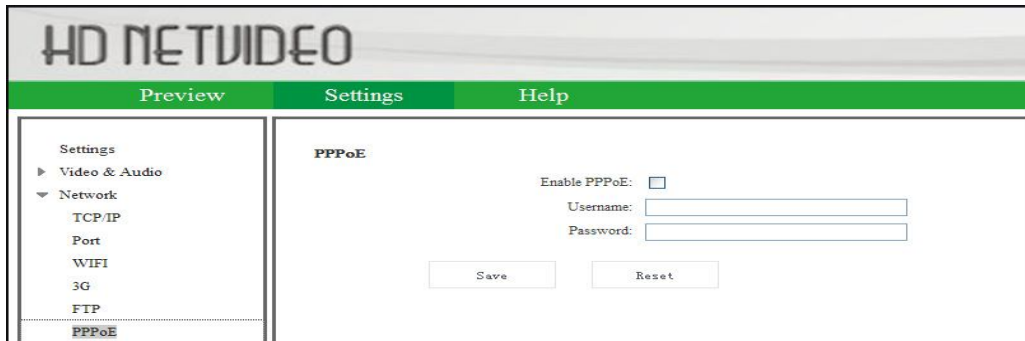 HD NETVIDEO
Preview Settings Help
Settings
Video & Audio
Network
TCP/IP
Port
WIFI
3G
FTP
PPPoE
PPPoE
Enable PPPoE:
Username:
Password:
Save Reset